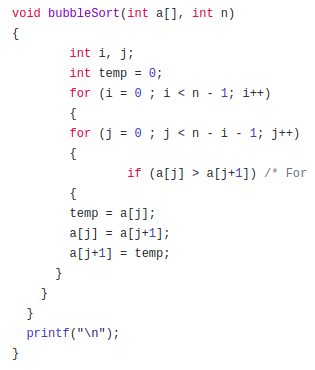 void bubbleSort(int a[], int n)
{
        int i, j;
        int temp = 0;
        for (i = 0 ; i < n - 1; i++)
        {
        for (j = 0 ; j < n - i - 1; j++)
        {
                if (a[j] > a[j+1]) /* For
        {
        temp = a[j];
        a[j] = a[j+1];
        a[j+1] = temp;
      }
    }
  }
  printf("\n");
}